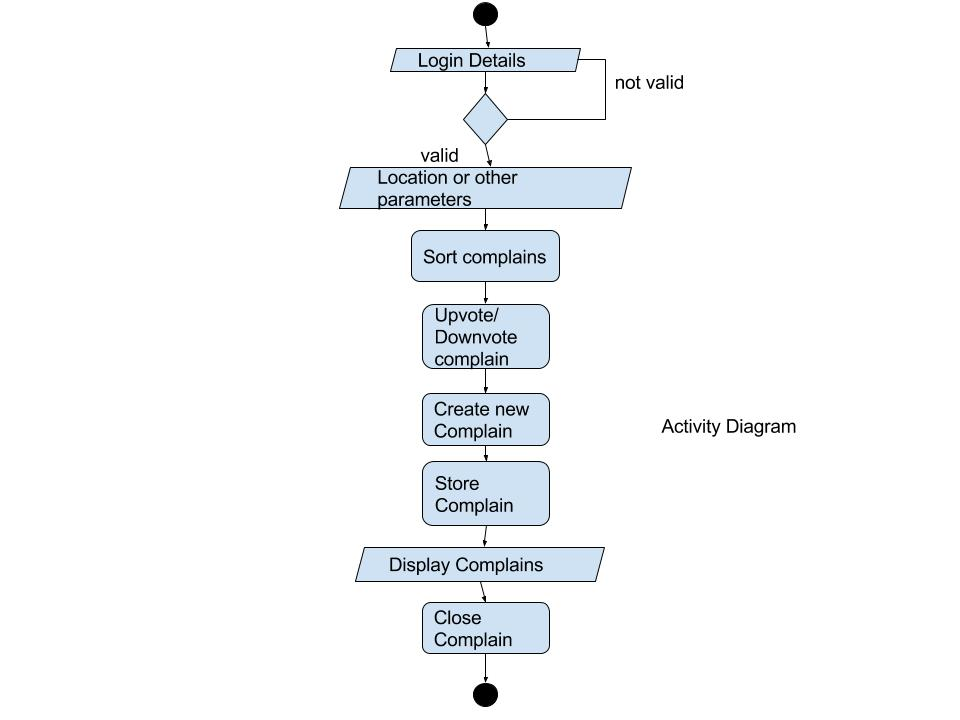 Login Details
not valid
valid
Location or other
parameters
Sort complains
Upvote/
Downvote
complain
Create new
Complain
Activity Diagram
Store
Complain
Display Complains
Close
Complain